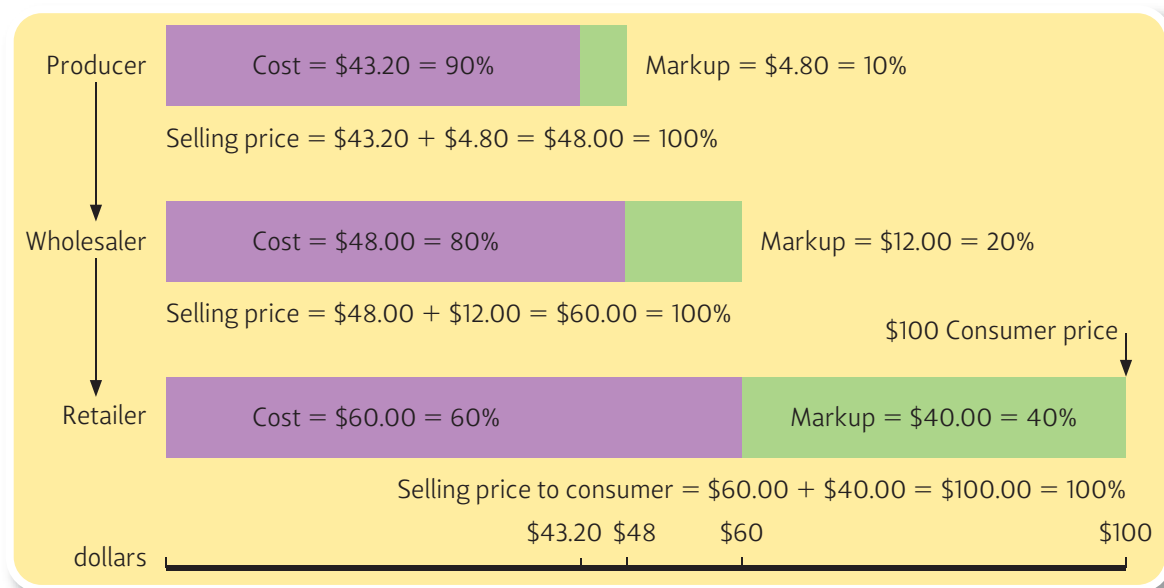 Producer Cost = $43.20 = 90% Markup = $4.80 = 10%
Selling price = $43.20 + $4.80 = $48.00 = 100%
Wholesaler Cost = $48.00 = 80% Markup = $12.00 = 20%
Selling price = $48.00 + $12.00 = $60.00 = 100%
$100 Consumer price
Retailer Cost = $60.00 = 60% Markup = $40.00 = 40%
Selling price to consumer = $60.00 + $40.00 = $100.00 = 100%
$43.20 $48 $60 $100
dollars